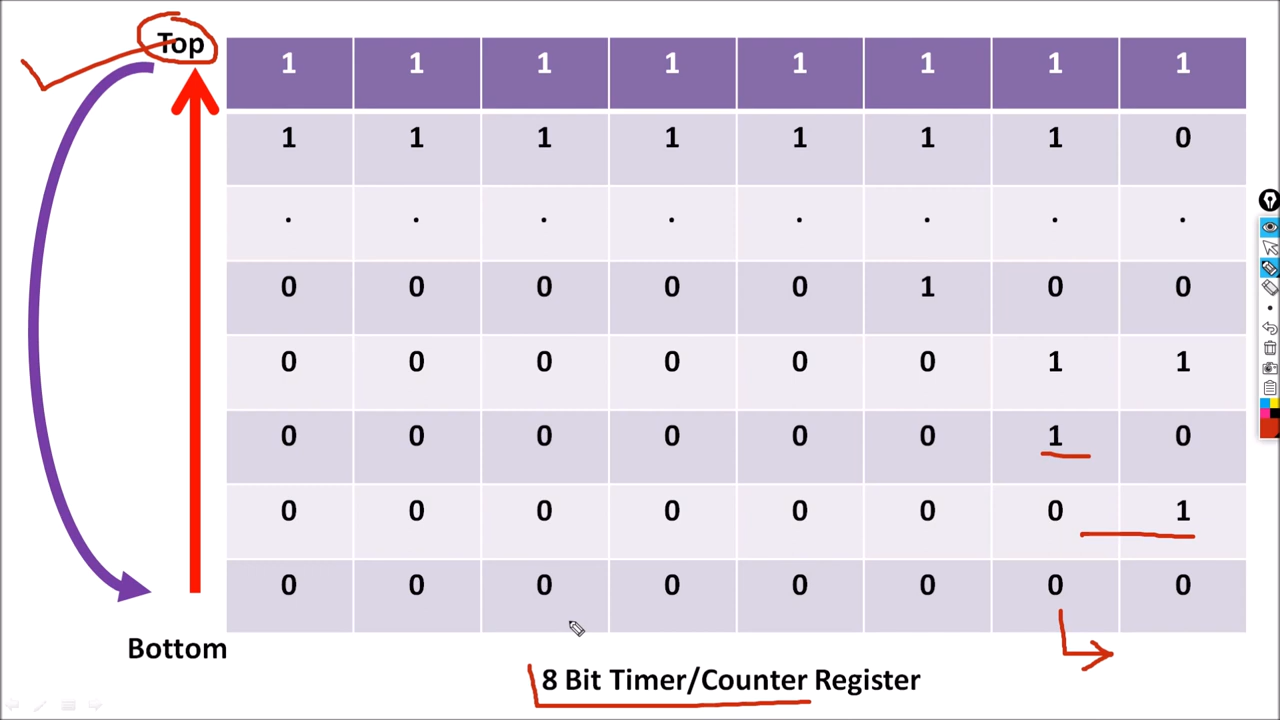 Top
1 1 1 1 1 1 1 1
1 1 1 1 1 1 1 0
. . . . . . . .
0 0 0 0 0 1 0 0
0 0 0 0 0 0 1 1
0 0 0 0 0 0 1 0
0 0 0 0 0 0 0 1
0 0 0 0 0 0 0 0
Bottom
8 Bit Timer/Counter Register